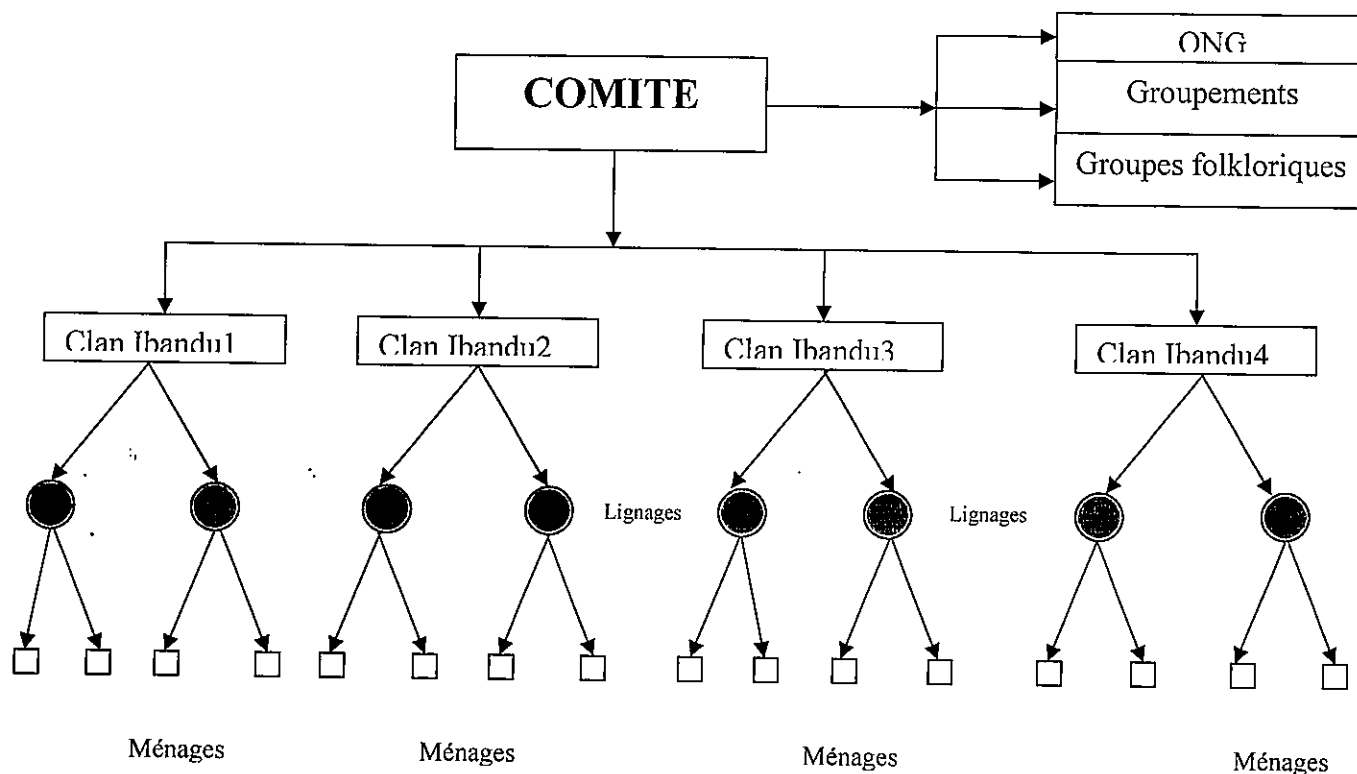 COMITE
ONG
Groupements
Groupes folkloriques
Clan Ibandu1
Clan Ibandu2
Clan Ibandu3
Clan Ibandu4
Lignages
Lignages
Ménages
Ménages
Ménages
Ménages